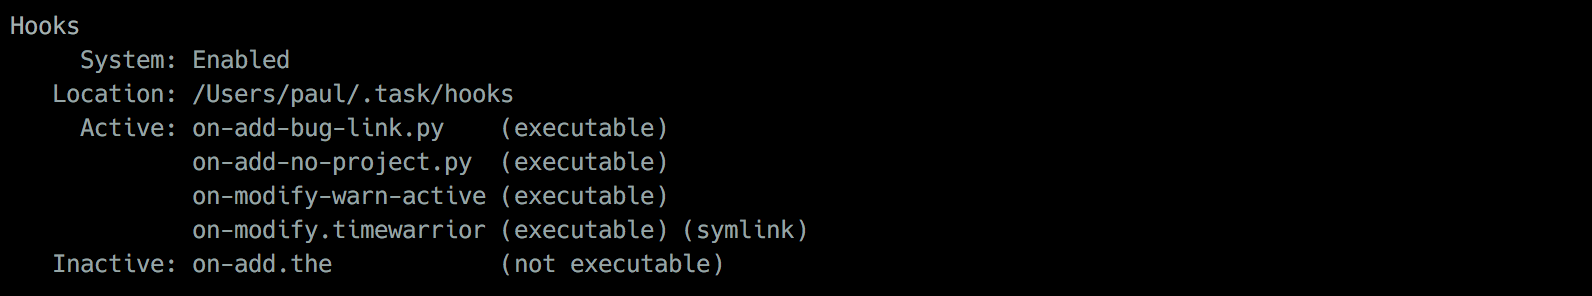 Hooks
System: Enabled
Location: /Users/paul/.task/hooks
Active: on-add-bug-link.py (executable)
on-add-no-project.py (executable)
on-modify-warn-active (executable)
on-modify.timewarrior (executable) (symlink)
Inactive: on-add.the (not executable)